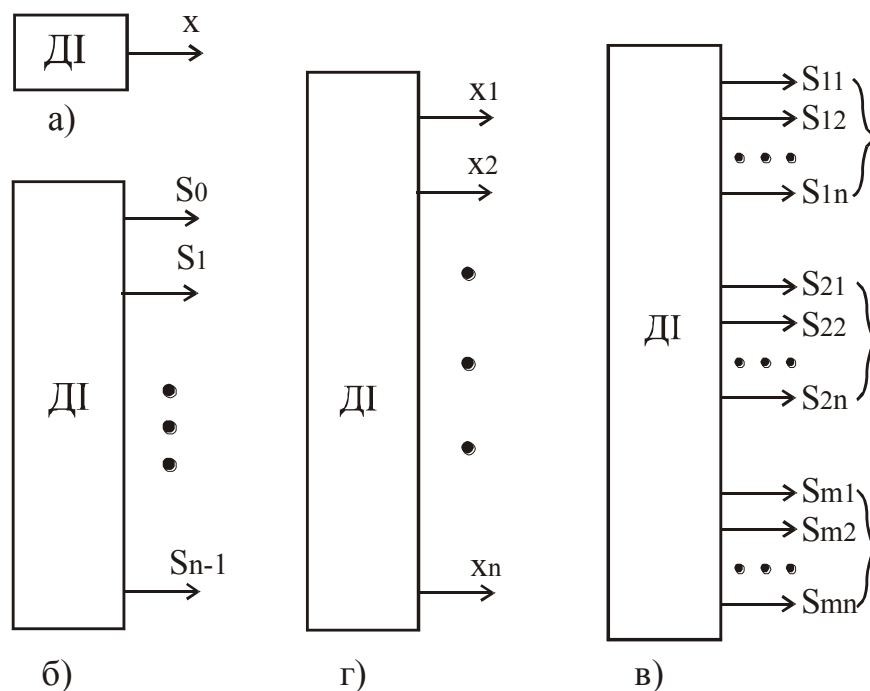 ДІ
x
а)
ДІ
S0
S1
Sn-1
б)
ДІ
x1
x2
xn
г)
ДІ
S11
S12
S1n
S21
S22
S2n
Sm1
Sm2
Smn
в)